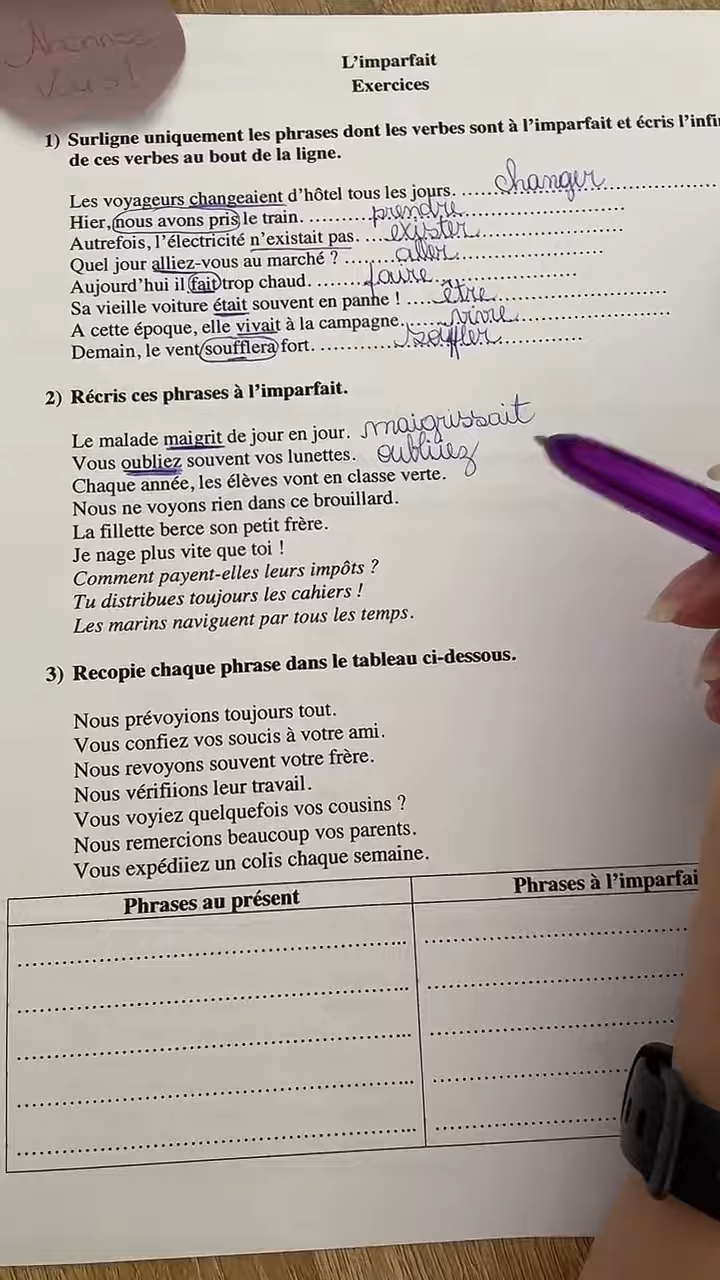 Abonnez
vous!
L'imparfait
Exercices
1) Surligne uniquement les phrases dont les verbes sont à l'imparfait et écris l'infi
de ces verbes au bout de la ligne.
Les voyageurs changeaient d'hôtel tous les jours. changer
Hier, nous avons pris le train. prendre
Autrefois, l'électricité n'existait pas. exister
Quel jour alliez-vous au marché ? aller
Aujourd'hui il fait trop chaud. faire
Sa vieille voiture était souvent en panne ! être
A cette époque, elle vivait à la campagne. vivre
Demain, le vent soufflera fort. souffler
2) Récris ces phrases à l'imparfait.
Le malade maigrit de jour en jour. maigrissait
Vous oubliez souvent vos lunettes. oubliiez
Chaque année, les élèves vont en classe verte.
Nous ne voyons rien dans ce brouillard.
La fillette berce son petit frère.
Je nage plus vite que toi !
Comment payent-elles leurs impôts ?
Tu distribues toujours les cahiers !
Les marins naviguent par tous les temps.
3) Recopie chaque phrase dans le tableau ci-dessous.
Nous prévoyions toujours tout.
Vous confiez vos soucis à votre ami.
Nous revoyons souvent votre frère.
Nous vérifiions leur travail.
Vous voyiez quelquefois vos cousins ?
Nous remercions beaucoup vos parents.
Vous expédiiez un colis chaque semaine.
Phrases au présent
Phrases à l'imparfai